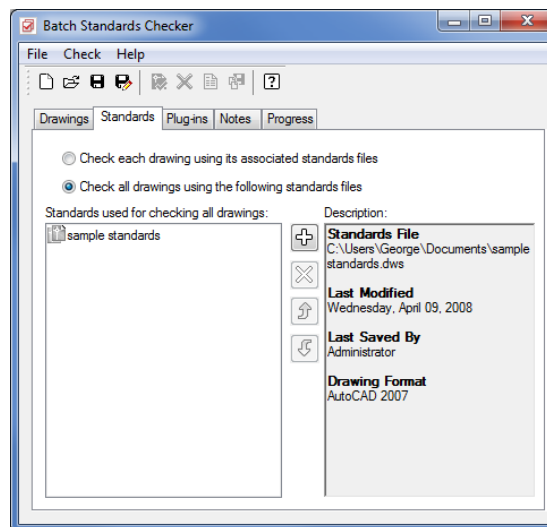 Batch Standards Checker
File Check Help
Drawings Standards Plug-ins Notes Progress
Check each drawing using its associated standards files
Check all drawings using the following standards files
Standards used for checking all drawings:
sample standards
Description:
Standards File
C:\Users\George\Documents\sample
standards.dws
Last Modified
Wednesday, April 09, 2008
Last Saved By
Administrator
Drawing Format
AutoCAD 2007